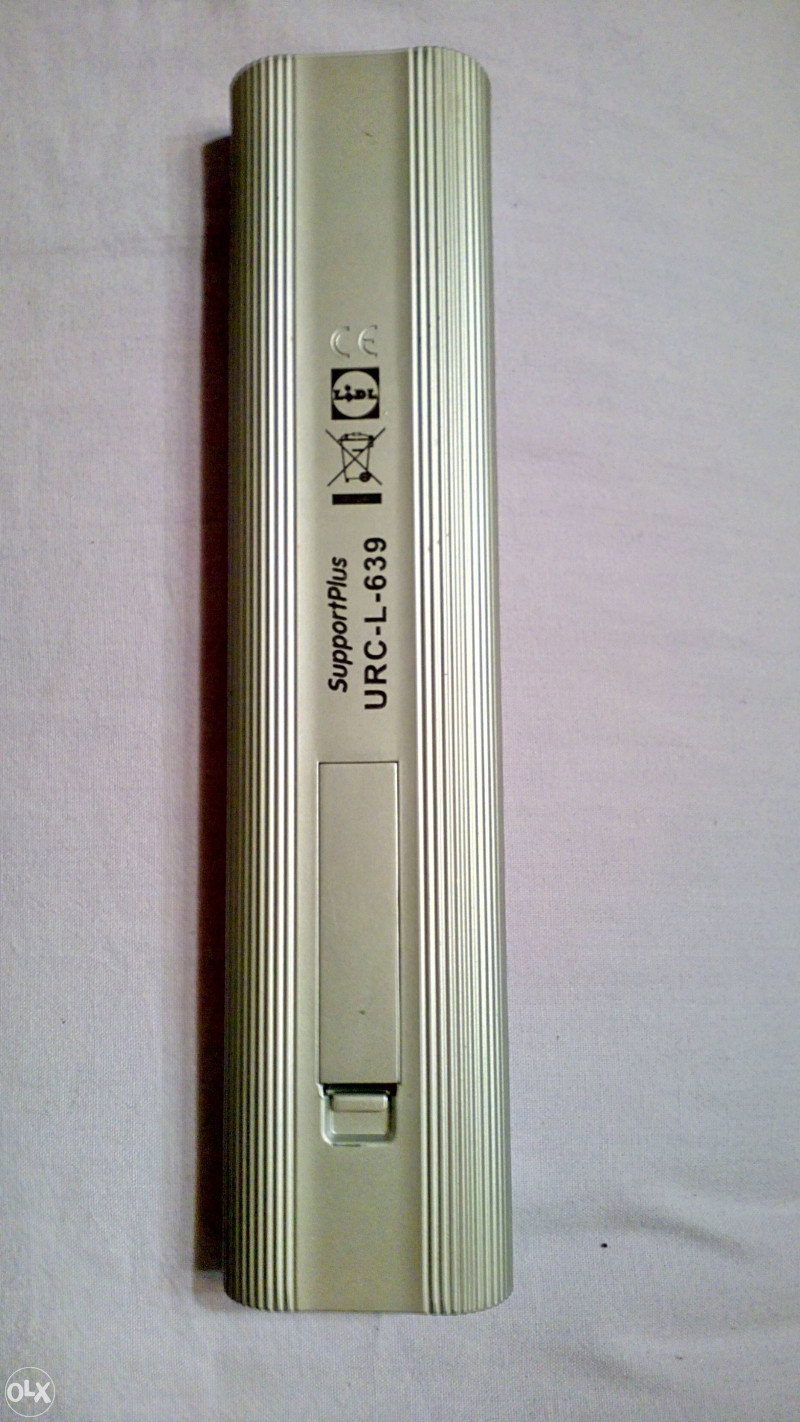 CE
LiDL
SupportPlus
URC-L-639
OLX